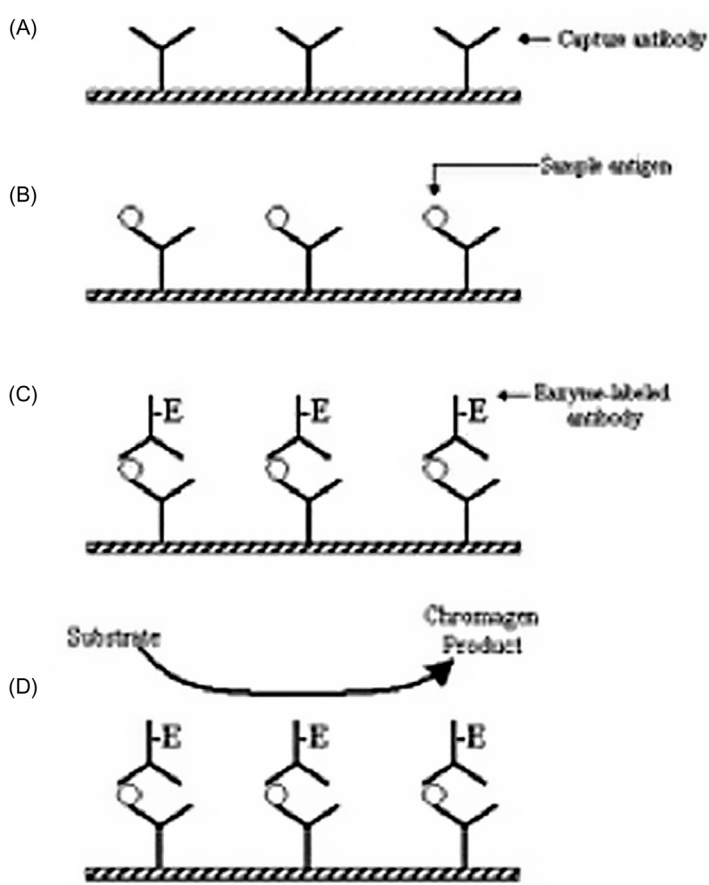 (A)
Capture antibody
Sample antigen
(B)
(C)
Enzyme-labeled
antibody
E E E
Substrate
Chromagen
Product
(D)
E E E